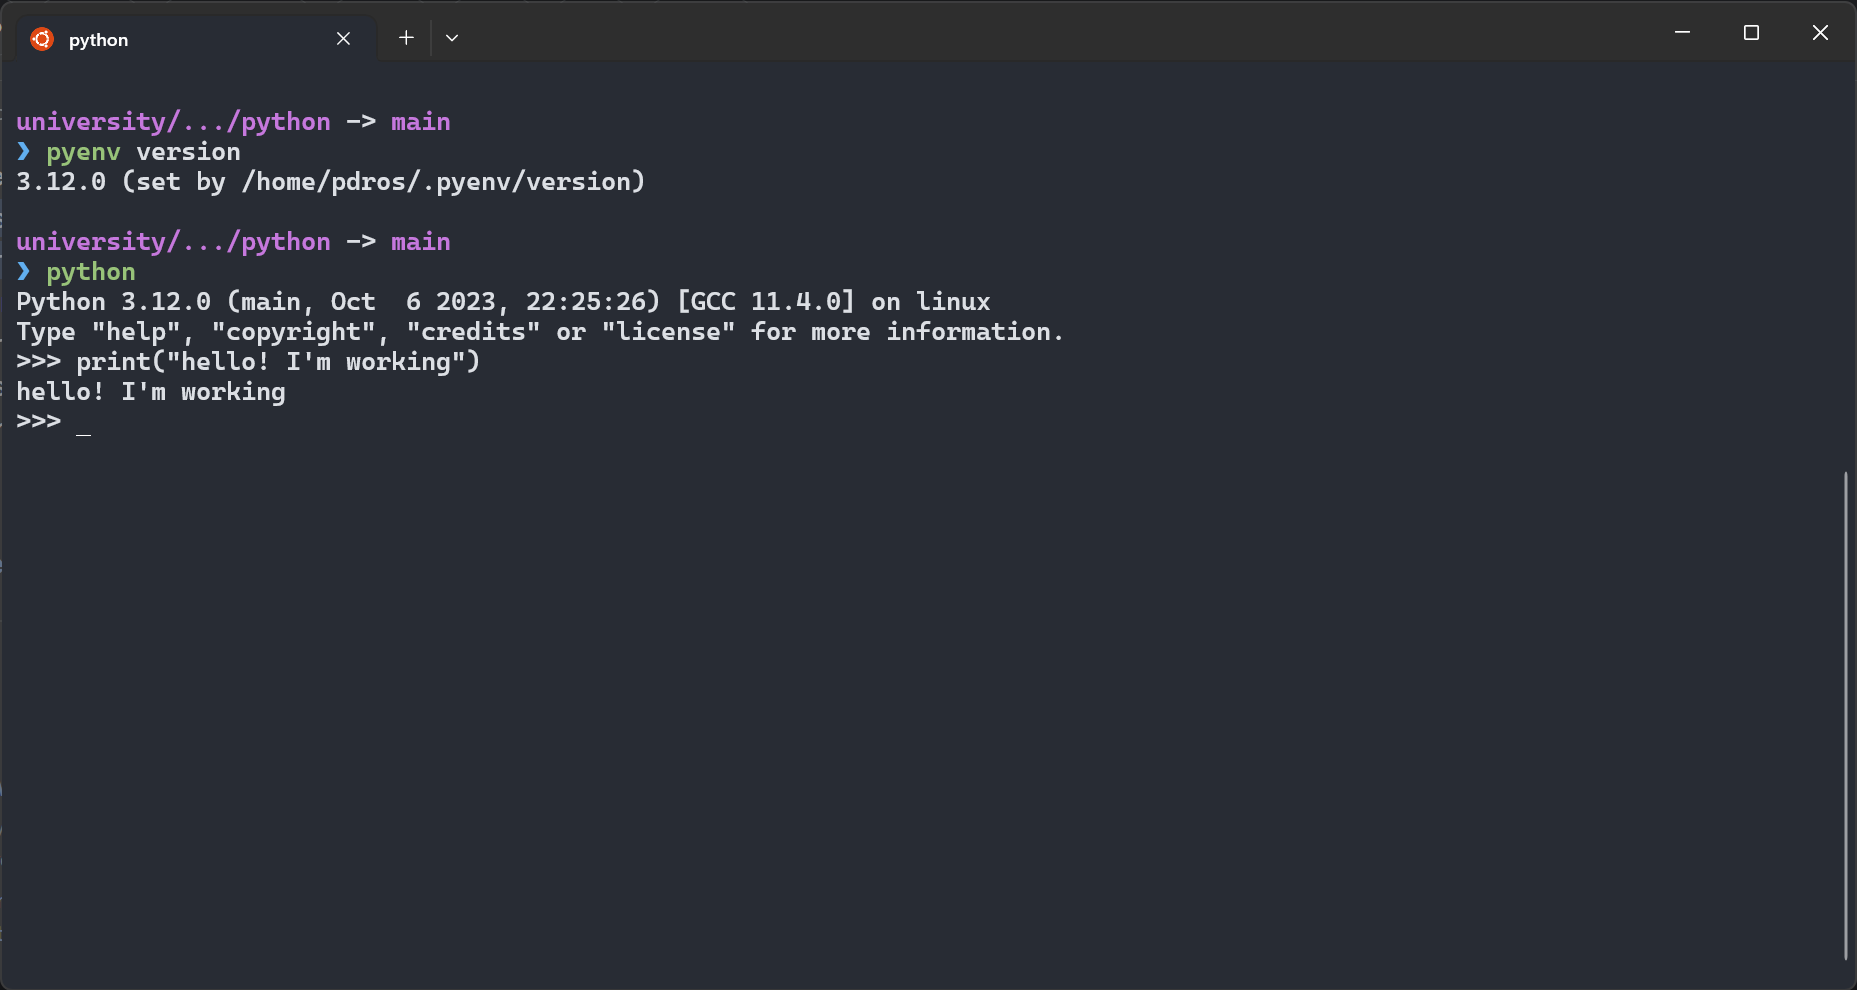 python
university/.../python -> main
❯ pyenv version
3.12.0 (set by /home/pdros/.pyenv/version)
university/.../python -> main
❯ python
Python 3.12.0 (main, Oct  6 2023, 22:25:26) [GCC 11.4.0] on linux
Type "help", "copyright", "credits" or "license" for more information.
>>> print("hello! I'm working")
hello! I'm working
>>> _